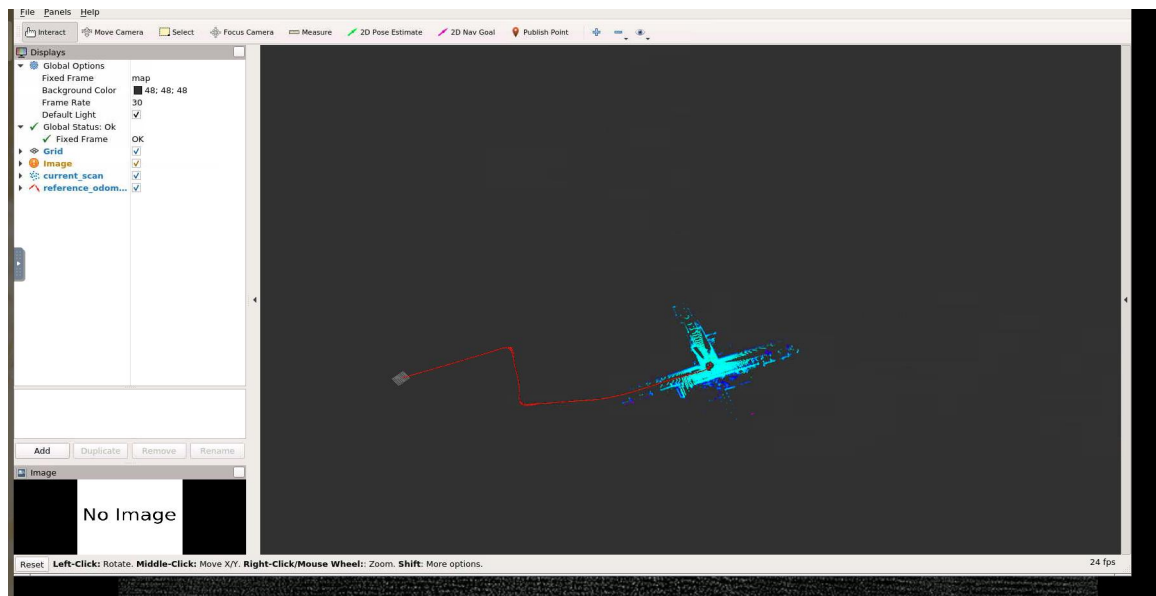 File Panels Help
Interact Move Camera Select Focus Camera Measure 2D Pose Estimate 2D Nav Goal Publish Point
Displays
Global Options
Fixed Frame map
Background Color 48; 48; 48
Frame Rate 30
Default Light
Global Status: Ok
Fixed Frame OK
Grid
Image
current_scan
reference_odom...
Add Duplicate Remove Rename
Image
No Image
Reset Left-Click: Rotate. Middle-Click: Move X/Y. Right-Click/Mouse Wheel:: Zoom. Shift: More options. 24 fps